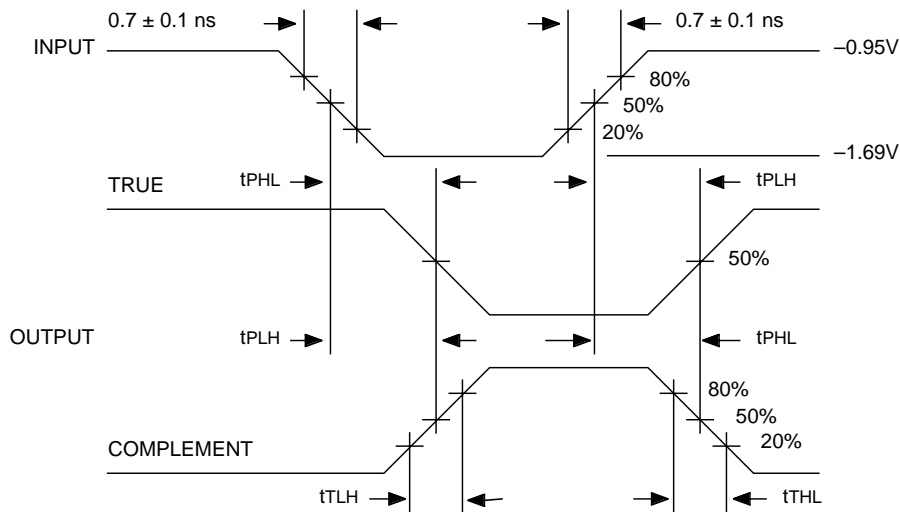 0.7 ± 0.1 ns
0.7 ± 0.1 ns
INPUT
–0.95V
80%
50%
20%
–1.69V
tPHL
tPLH
TRUE
50%
OUTPUT
tPLH
tPHL
80%
50%
20%
COMPLEMENT
tTLH
tTHL